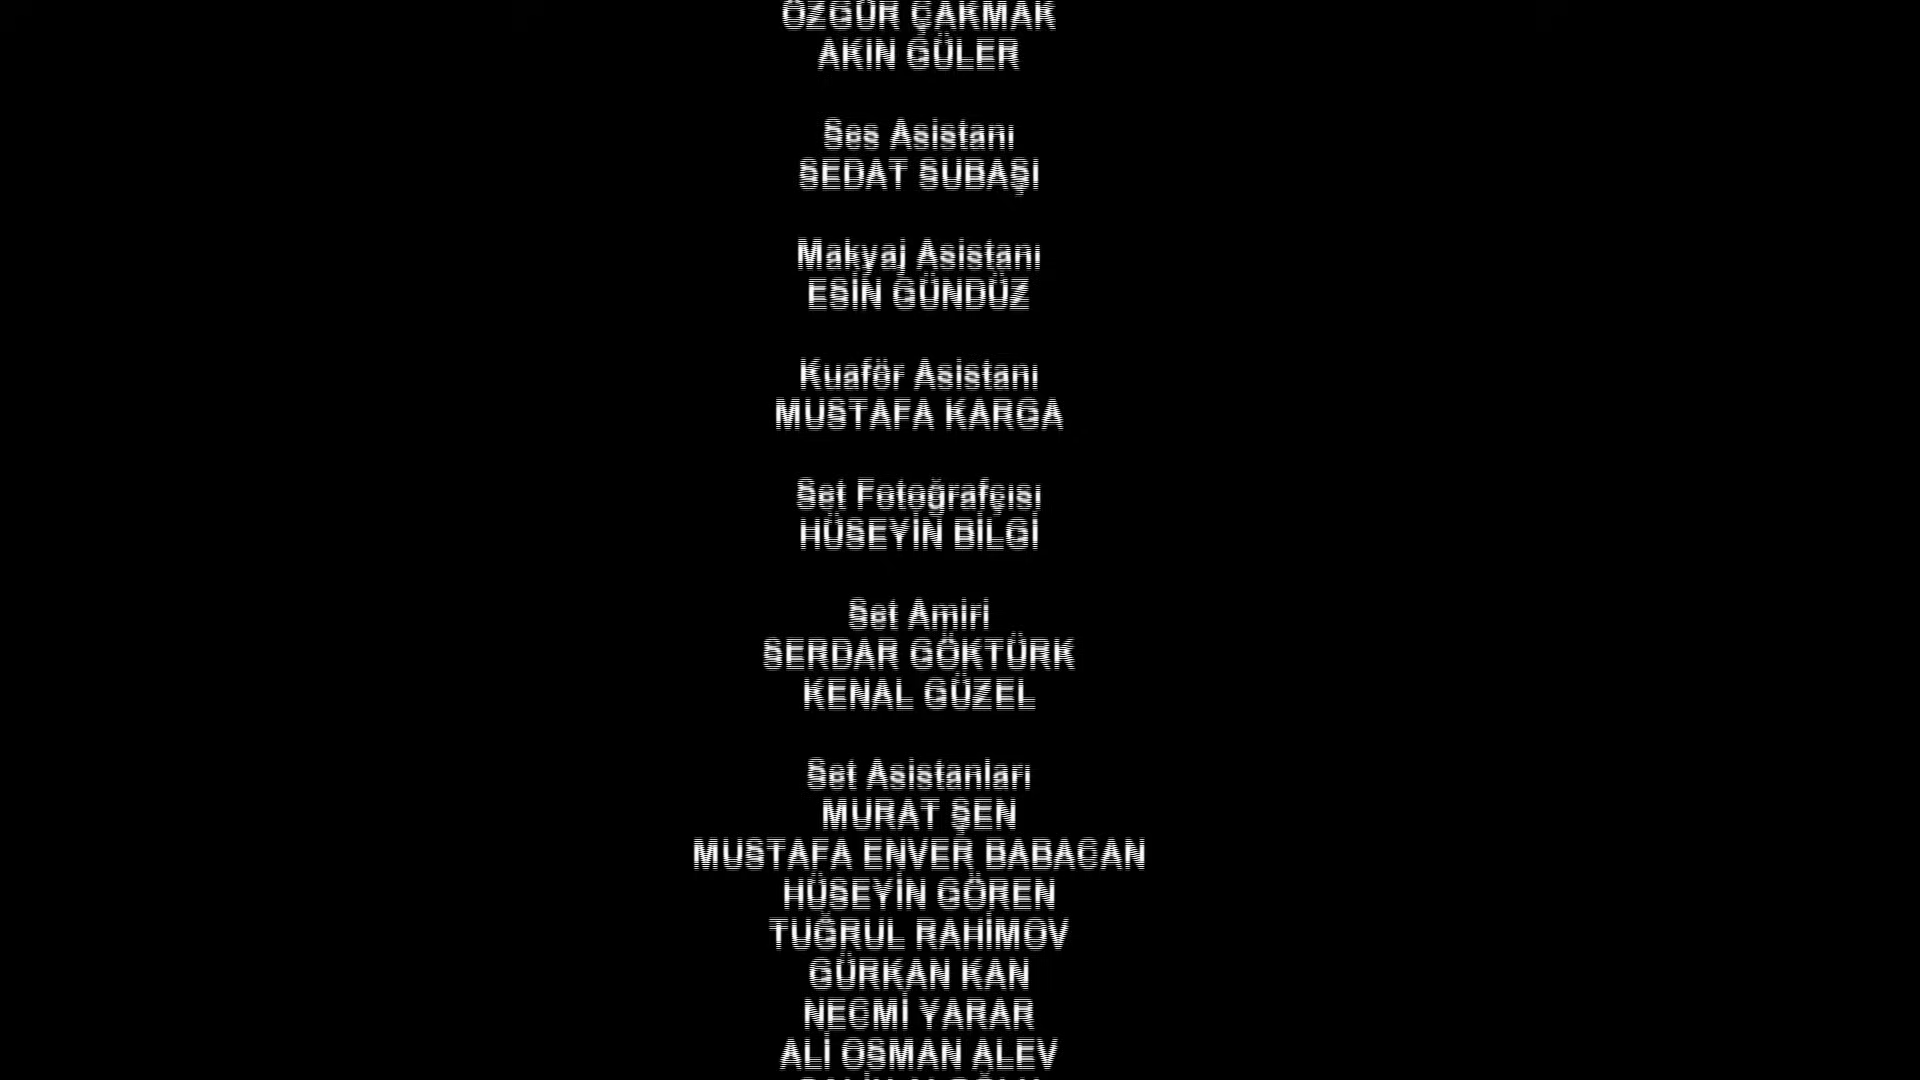 ÖZGÜR ÇAKMAK
AKIN GÜLER
Ses Asistanı
SEDAT SUBAŞI
Makyaj Asistanı
ESİN GÜNDÜZ
Kuaför Asistanı
MUSTAFA KARGA
Set Fotoğrafçısı
HÜSEYİN BİLGİ
Set Amiri
SERDAR GÖKTÜRK
KENAL GÜZEL
Set Asistanları
MURAT ŞEN
MUSTAFA ENVER BABACAN
HÜSEYİN GÖREN
TUĞRUL RAHİMOV
GÜRKAN KAN
NECMİ YARAR
ALİ OSMAN ALEV